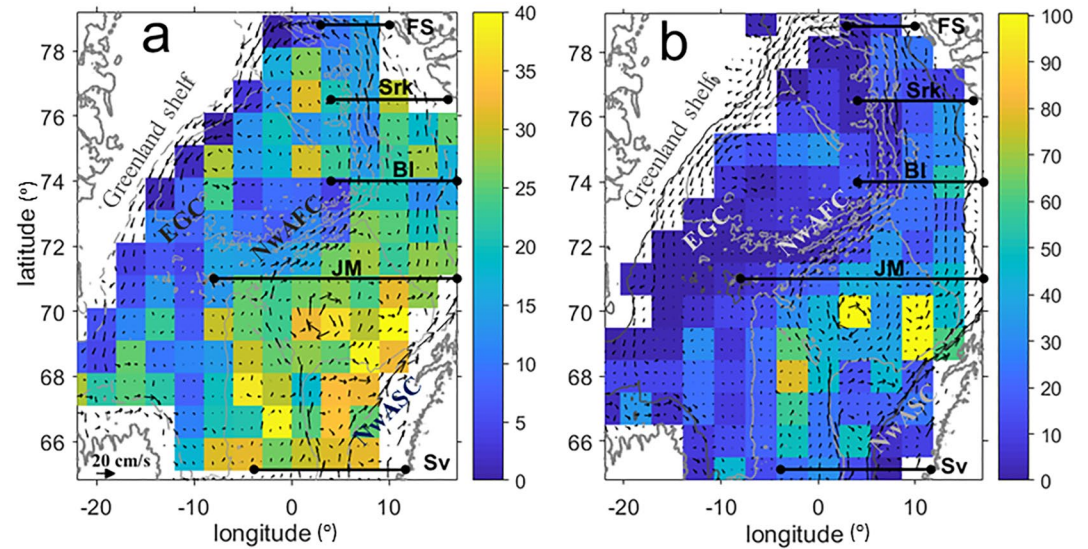 a
FS
Srk
BI
JM
Sv
Greenland shelf
EGC
NwAFC
NwASC
20 cm/s
78
76
74
72
70
68
66
latitude (°)
-20
-10
0
10
longitude (°)
40
35
30
25
20
15
10
5
0
b
FS
Srk
BI
JM
Sv
Greenland shelf
EGC
NwAFC
NwASC
78
76
74
72
70
68
66
-20
-10
0
10
longitude (°)
100
90
80
70
60
50
40
30
20
10
0